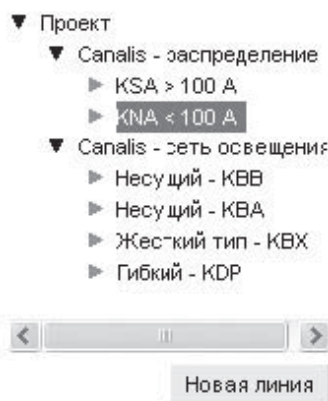 Проект
Canalis - распределение
KSA > 100 A
KNA < 100 A
Canalis - сеть освещения
Несущий - KBB
Несущий - KBA
Жесткий тип - KBX
Гибкий - KDP
Новая линия